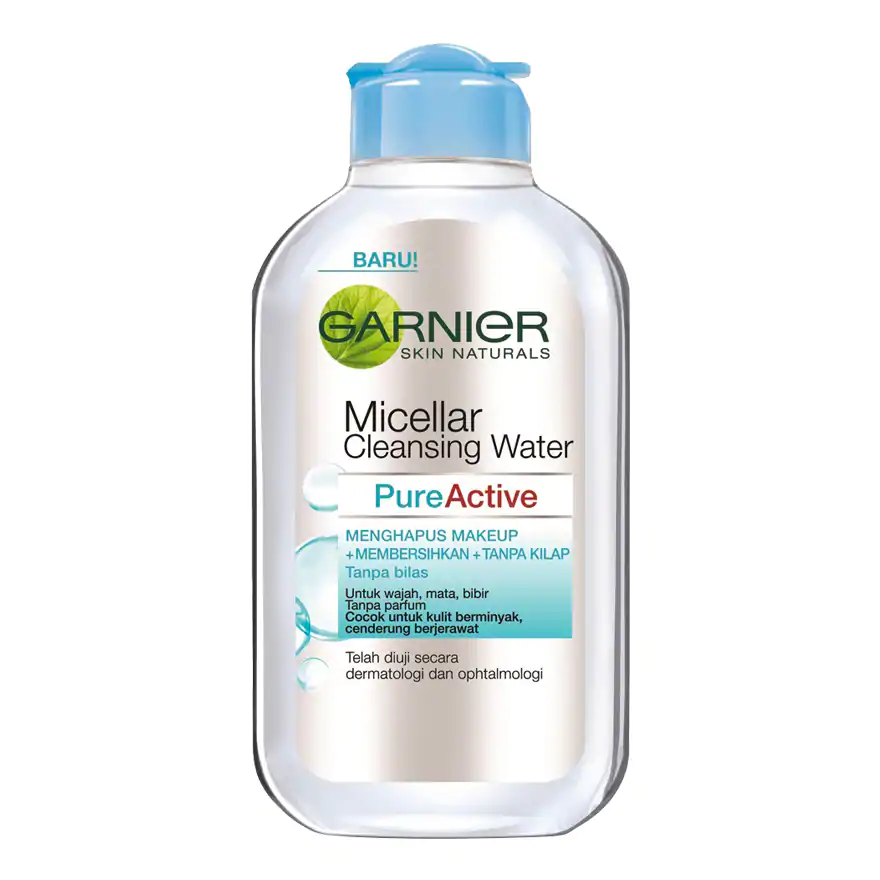 BARU!
GARNIER
SKIN NATURALS
Micellar
Cleansing Water
PureActive
MENGHAPUS MAKEUP
+MEMBERSIHKAN +TANPA KILAP
Tanpa bilas
Untuk wajah, mata, bibir
Tanpa parfum
Cocok untuk kulit berminyak,
cenderung berjerawat
Telah diuji secara
dermatologi dan ophtalmologi